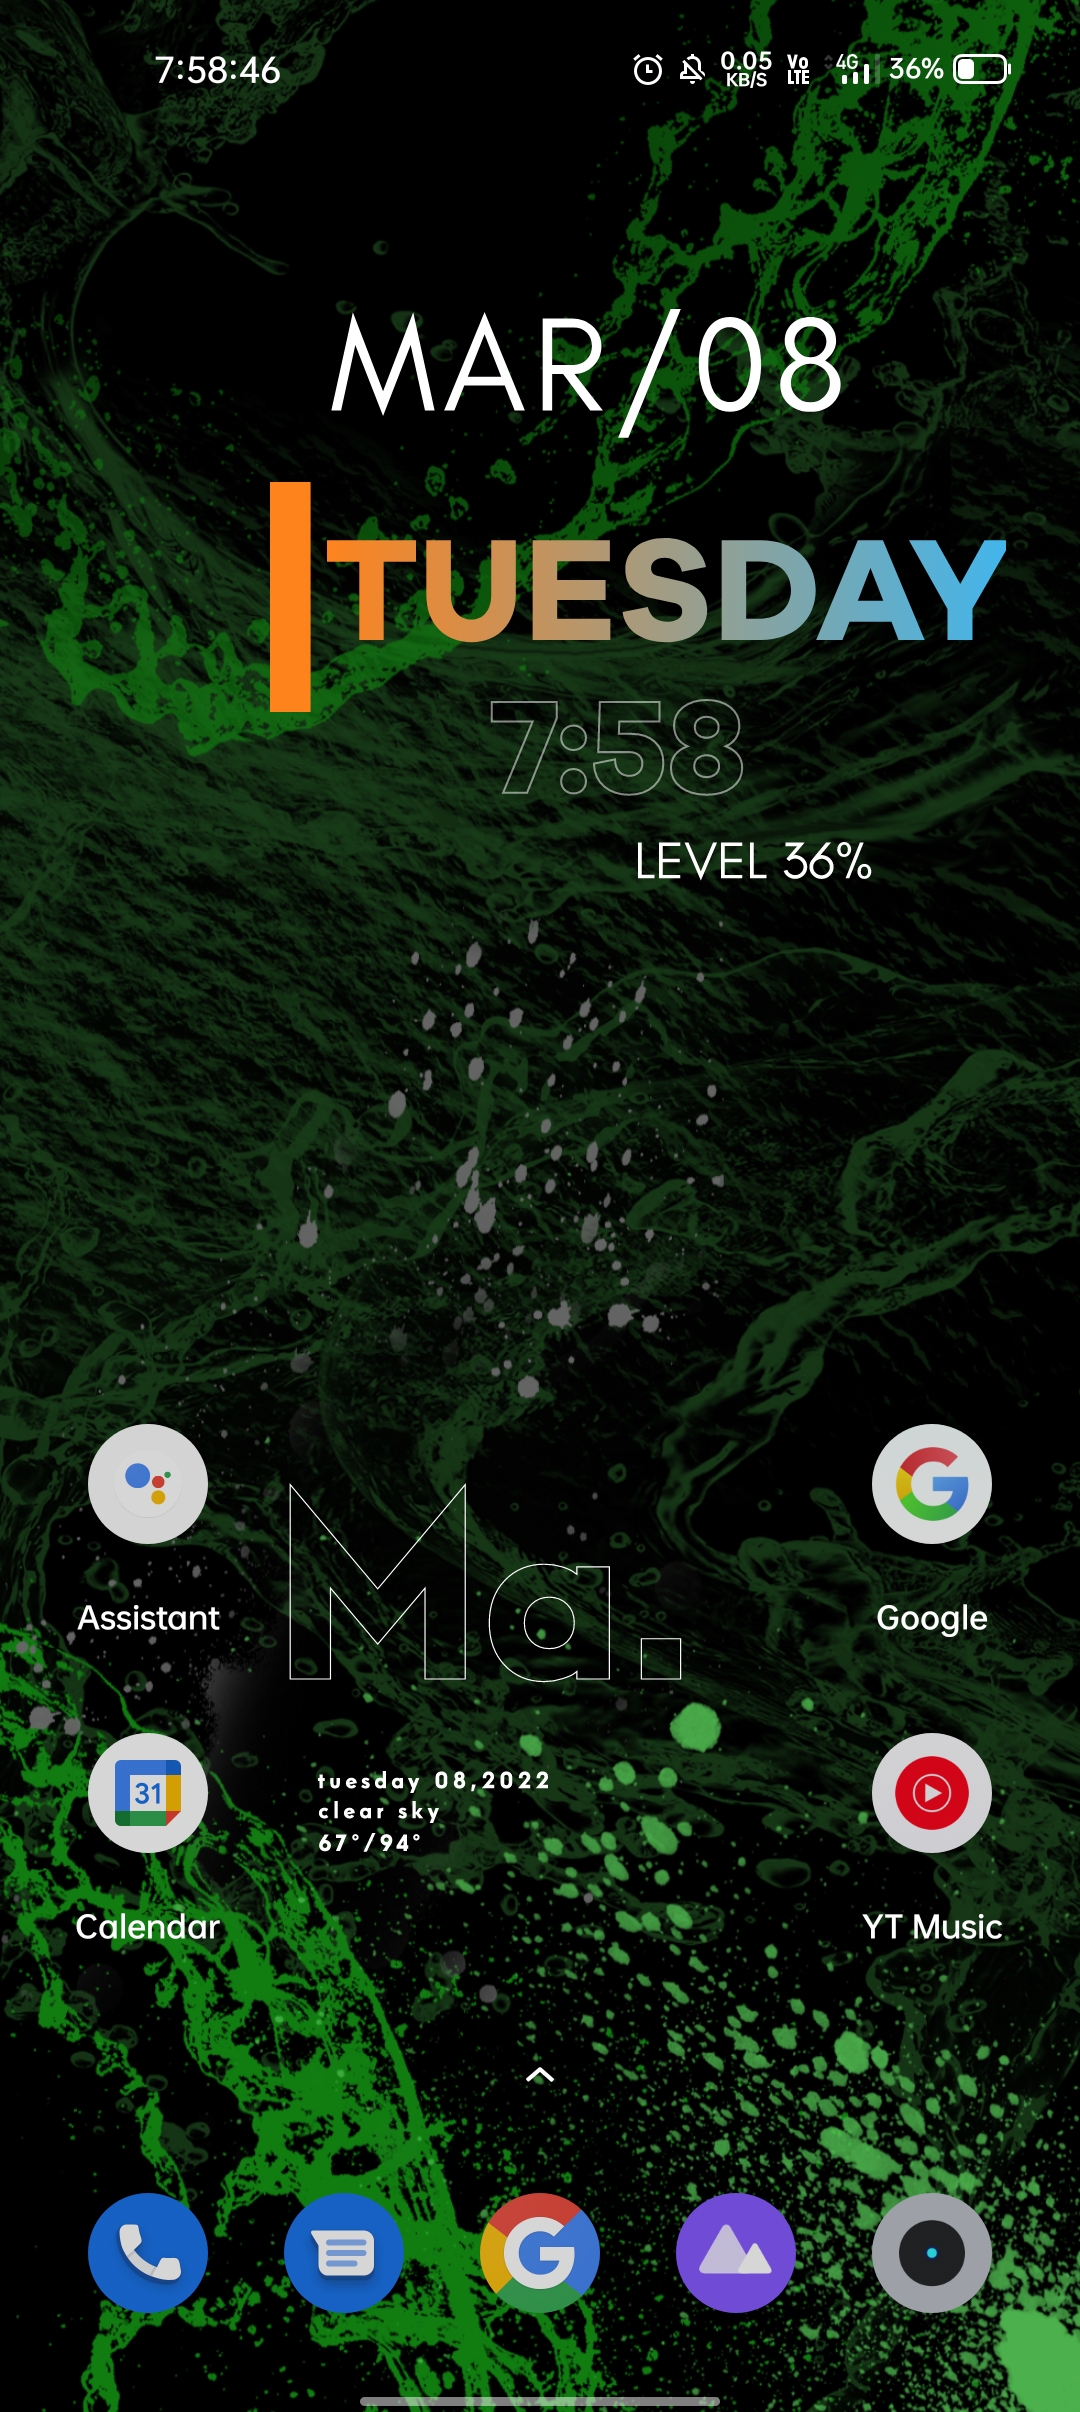 7:58:46 0.05 KB/S Vo LTE 4G 36%
MAR/08
TUESDAY
7:58
LEVEL 36%
Assistant
Google
Ma.
31
tuesday 08,2022
clear sky
67°/94°
Calendar
YT Music